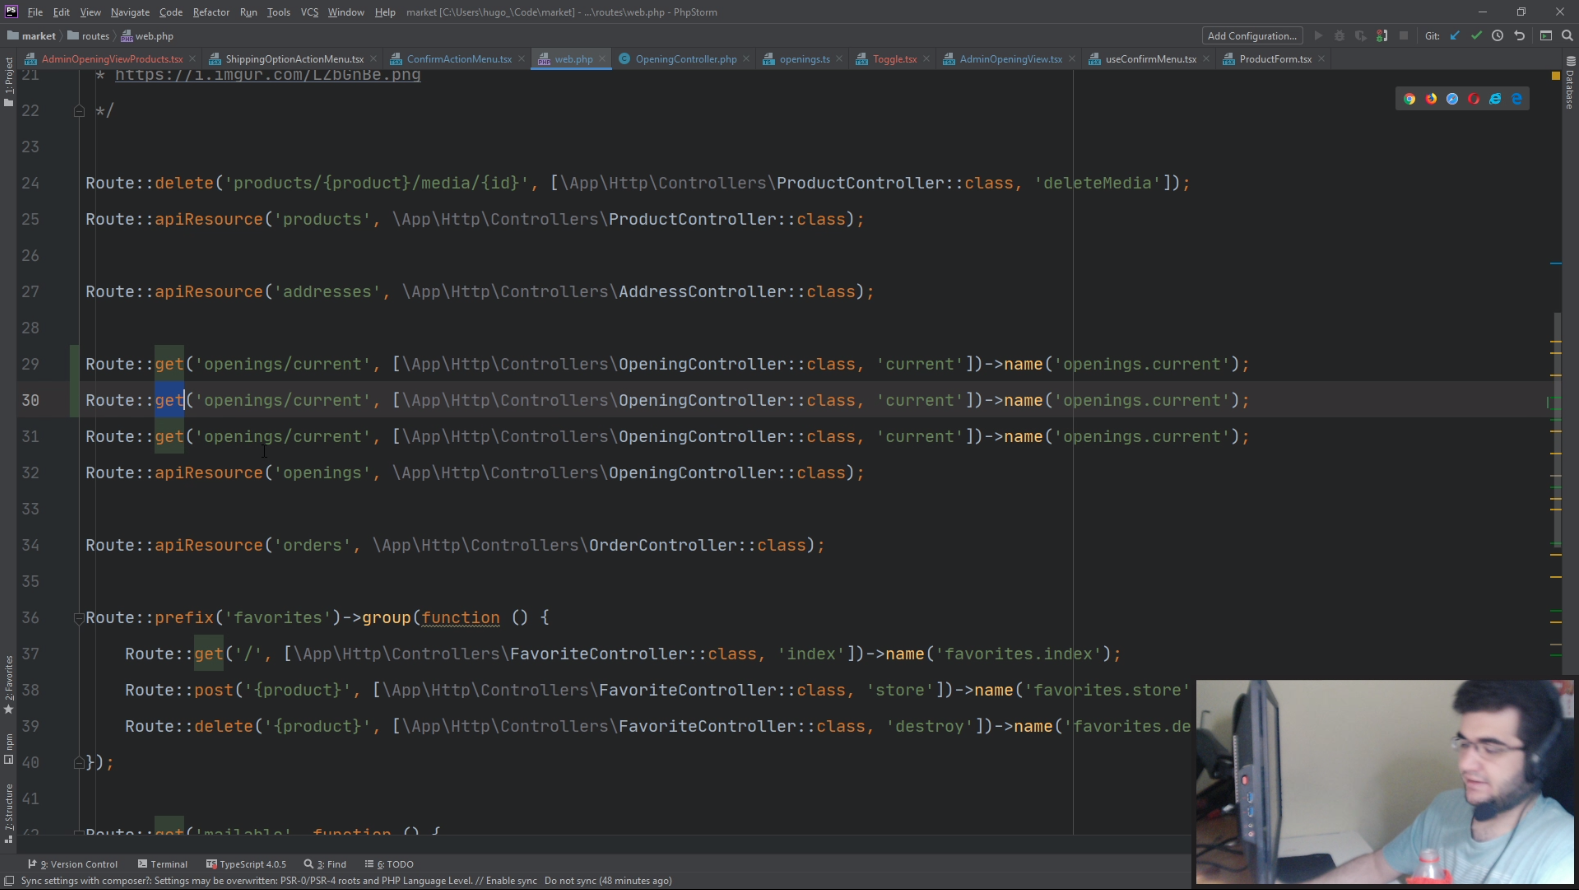 File Edit View Navigate Code Refactor Run Tools VCS Window Help market [C:\Users\hugo_\Code\market] - ...\routes\web.php - PhpStorm
market routes web.php Add Configuration... Git:
AdminOpeningViewProducts.tsx ShippingOptionActionMenu.tsx ConfirmActionMenu.tsx web.php OpeningController.php openings.ts Toggle.tsx AdminOpeningView.tsx useConfirmMenu.tsx ProductForm.tsx
1: Project
Database
21 * https://i.imgur.com/LZbGhBe.png
22 */
23
24 Route::delete('products/{product}/media/{id}', [\App\Http\Controllers\ProductController::class, 'deleteMedia']);
25 Route::apiResource('products', \App\Http\Controllers\ProductController::class);
26
27 Route::apiResource('addresses', \App\Http\Controllers\AddressController::class);
28
29 Route::get('openings/current', [\App\Http\Controllers\OpeningController::class, 'current'])->name('openings.current');
30 Route::get('openings/current', [\App\Http\Controllers\OpeningController::class, 'current'])->name('openings.current');
31 Route::get('openings/current', [\App\Http\Controllers\OpeningController::class, 'current'])->name('openings.current');
32 Route::apiResource('openings', \App\Http\Controllers\OpeningController::class);
33
34 Route::apiResource('orders', \App\Http\Controllers\OrderController::class);
35
36 Route::prefix('favorites')->group(function () {
37 Route::get('/', [\App\Http\Controllers\FavoriteController::class, 'index'])->name('favorites.index');
38 Route::post('{product}', [\App\Http\Controllers\FavoriteController::class, 'store'])->name('favorites.store'
39 Route::delete('{product}', [\App\Http\Controllers\FavoriteController::class, 'destroy'])->name('favorites.de
40 });
41
42 Route::get('mailable', function () {
2: Favorites
npm
7: Structure
9: Version Control Terminal TypeScript 4.0.5 3: Find 6: TODO
Sync settings with composer?: Settings may be overwritten: PSR-0/PSR-4 roots and PHP Language Level. // Enable sync Do not sync (48 minutes ago)